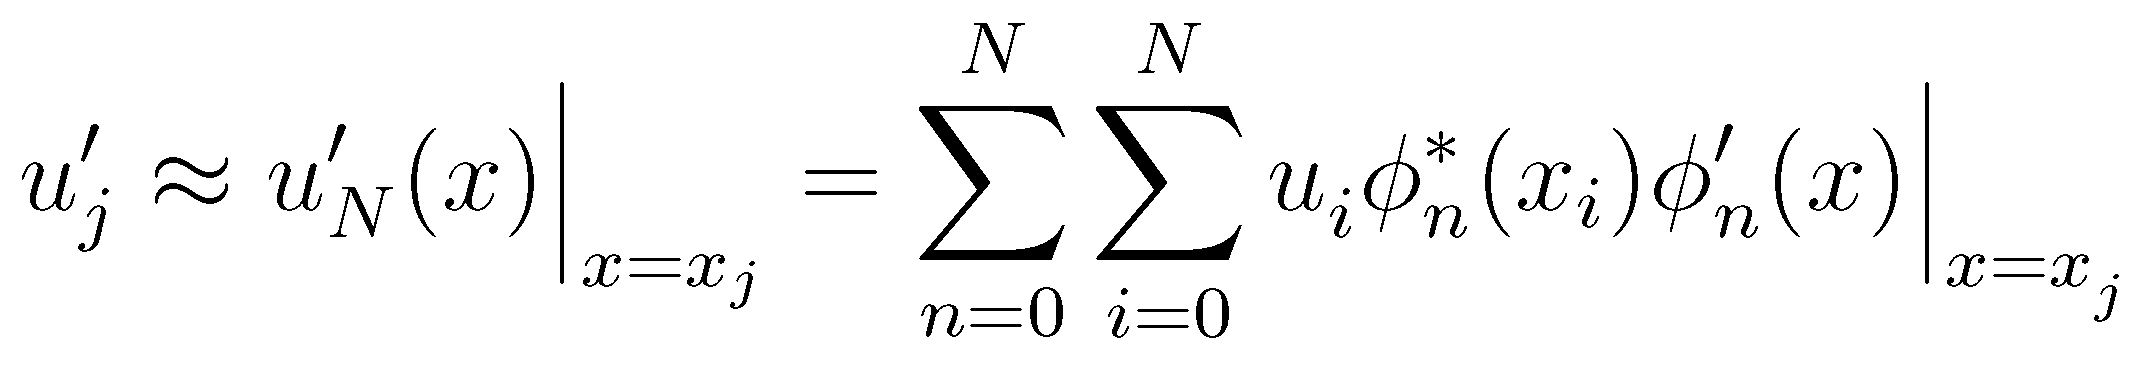 $u'_j \approx u'_N(x)\Big|_{x=x_j} = \sum_{n=0}^{N} \sum_{i=0}^{N} u_i \phi_n^*(x_i) \phi'_n(x)\Big|_{x=x_j}$